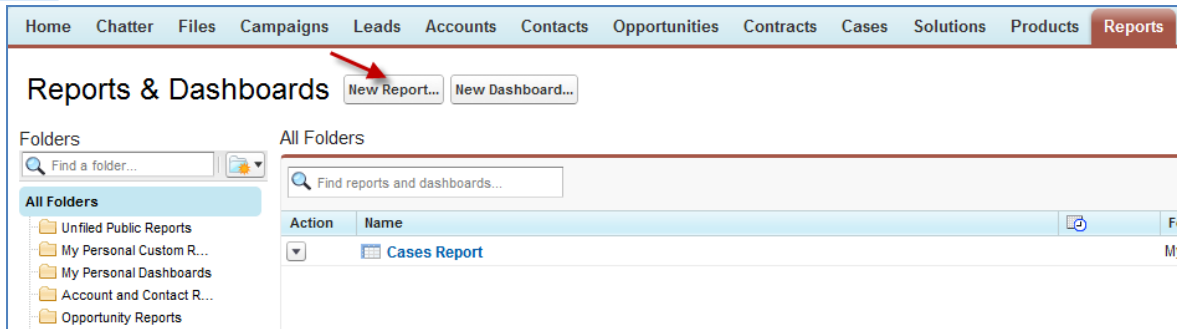 Home Chatter Files Campaigns Leads Accounts Contacts Opportunities Contracts Cases Solutions Products Reports
Reports & Dashboards New Report... New Dashboard...
Folders
Find a folder...
All Folders
Unfiled Public Reports
My Personal Custom R...
My Personal Dashboards
Account and Contact R...
Opportunity Reports
All Folders
Find reports and dashboards...
Action Name
Cases Report